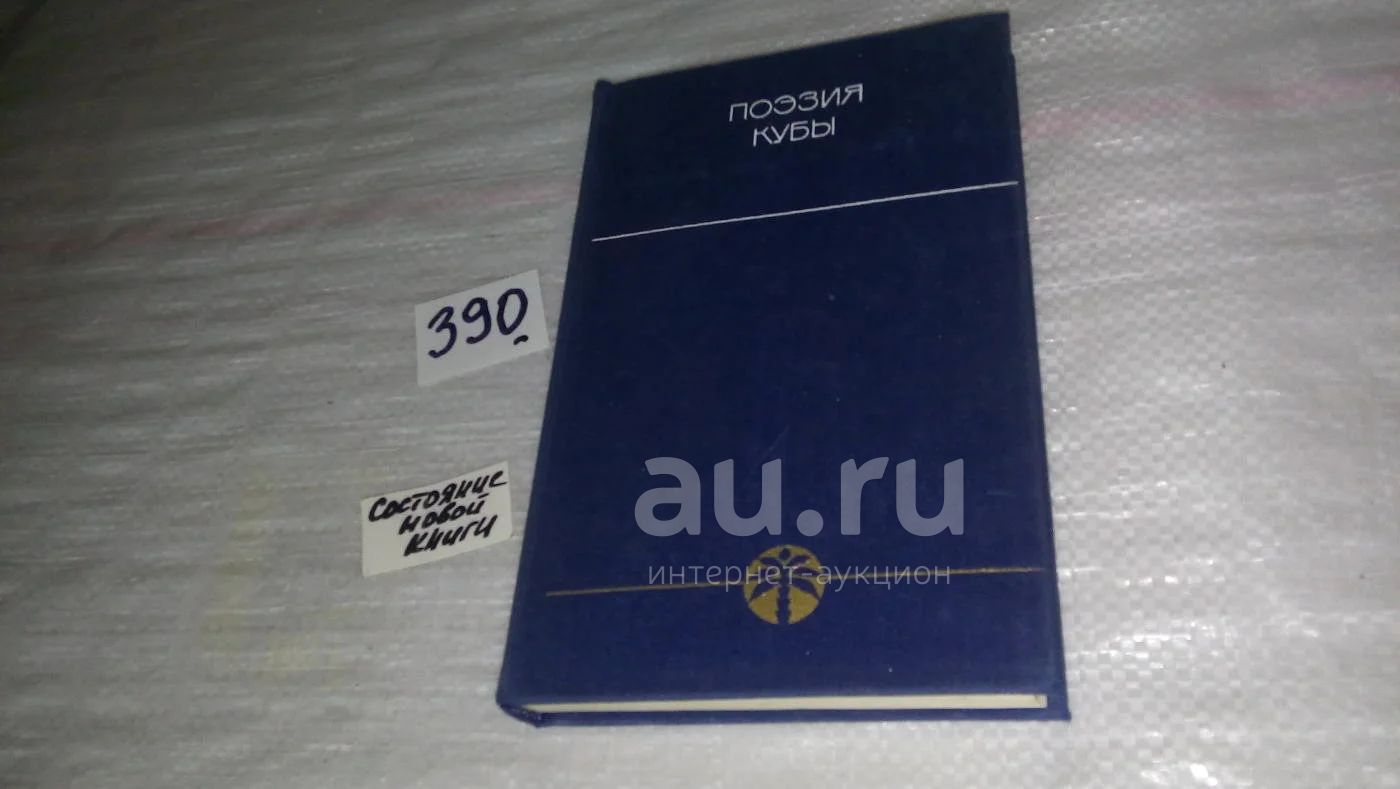 ПОЭЗИЯ
КУБЫ
390
Состояние
новой
книги
au.ru
интернет-аукцион